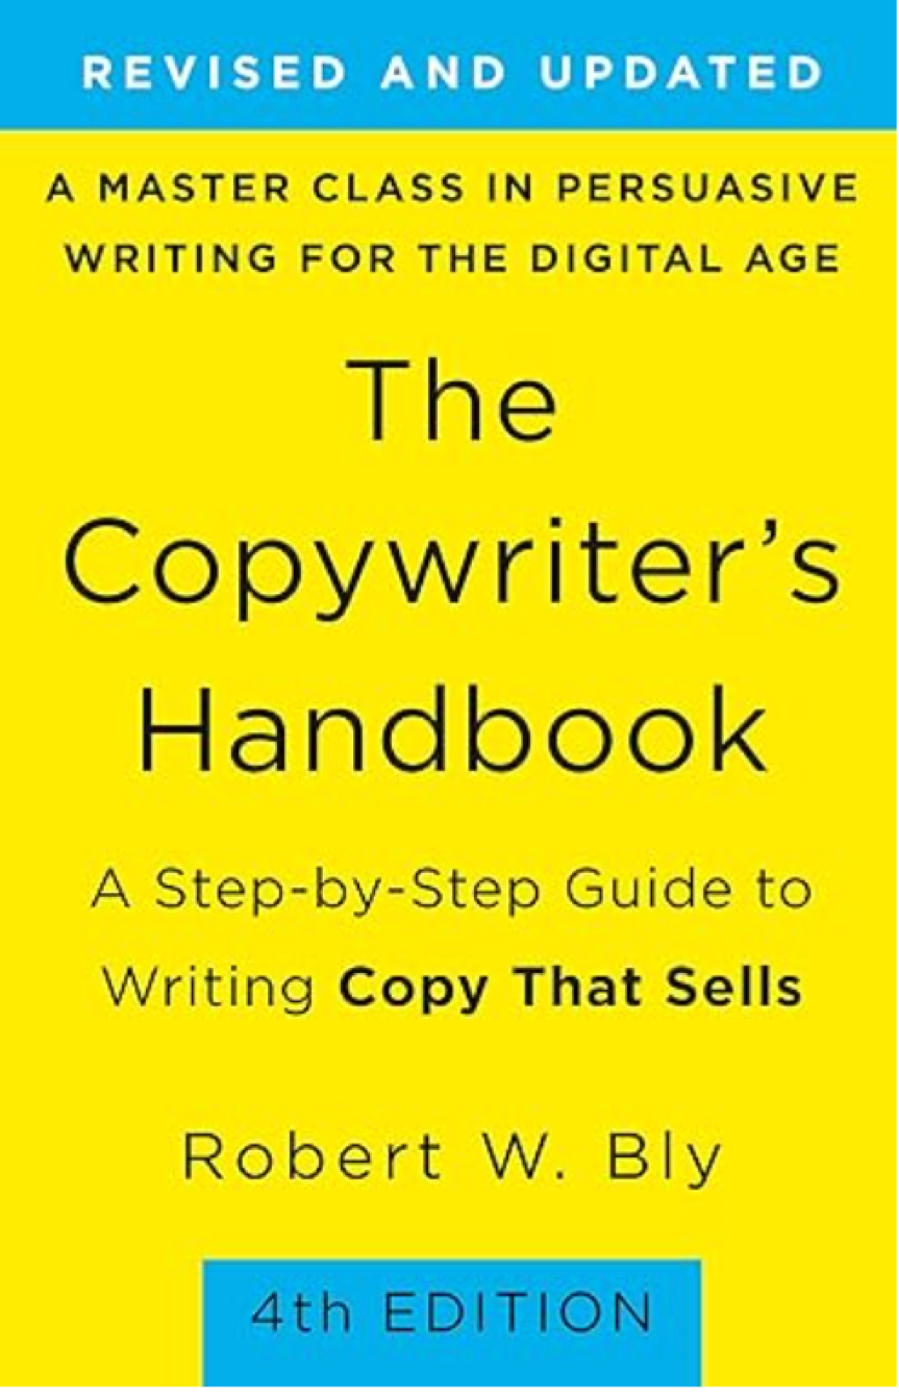 REVISED AND UPDATED
A MASTER CLASS IN PERSUASIVE
WRITING FOR THE DIGITAL AGE
The
Copywriter’s
Handbook
A Step-by-Step Guide to
Writing Copy That Sells
Robert W. Bly
4th EDITION